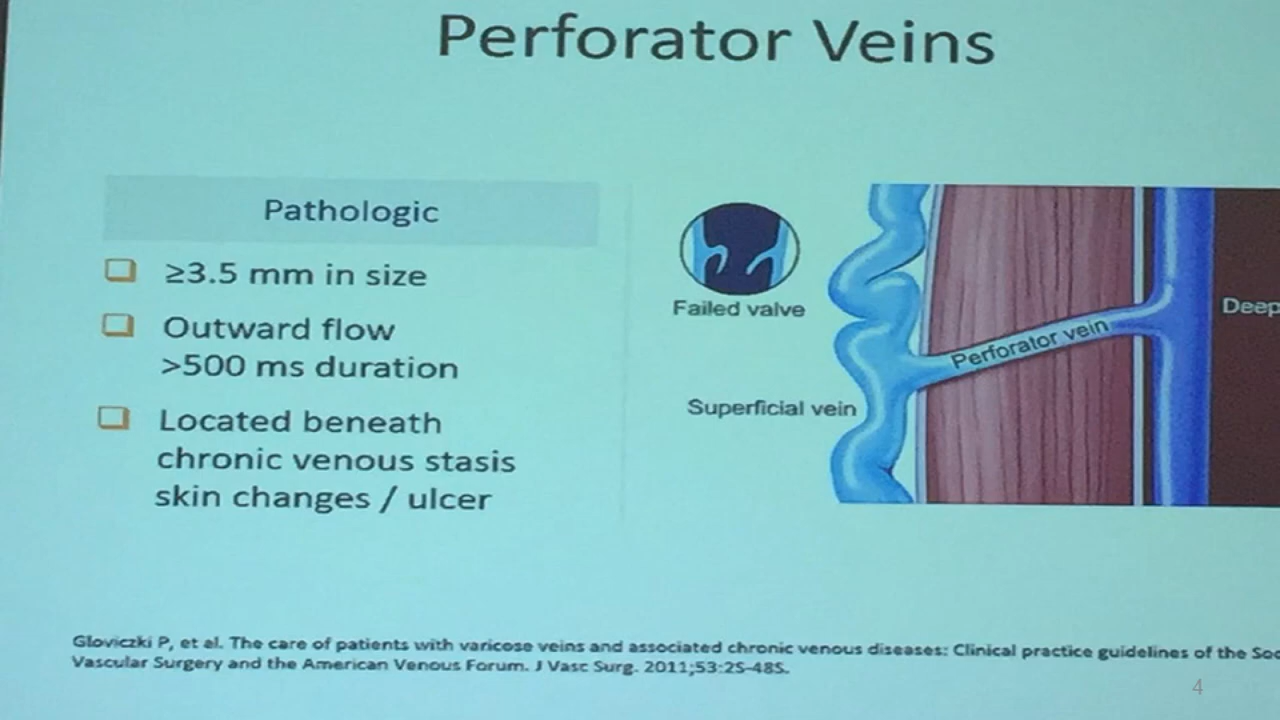 Perforator Veins
Pathologic
≥3.5 mm in size
Outward flow
>500 ms duration
Located beneath
chronic venous stasis
skin changes / ulcer
Failed valve
Superficial vein
Perforator vein
Deep
Gloviczki P, et al. The care of patients with varicose veins and associated chronic venous diseases: Clinical practice guidelines of the Soc
Vascular Surgery and the American Venous Forum. J Vasc Surg. 2011;53:2S-48S.
4